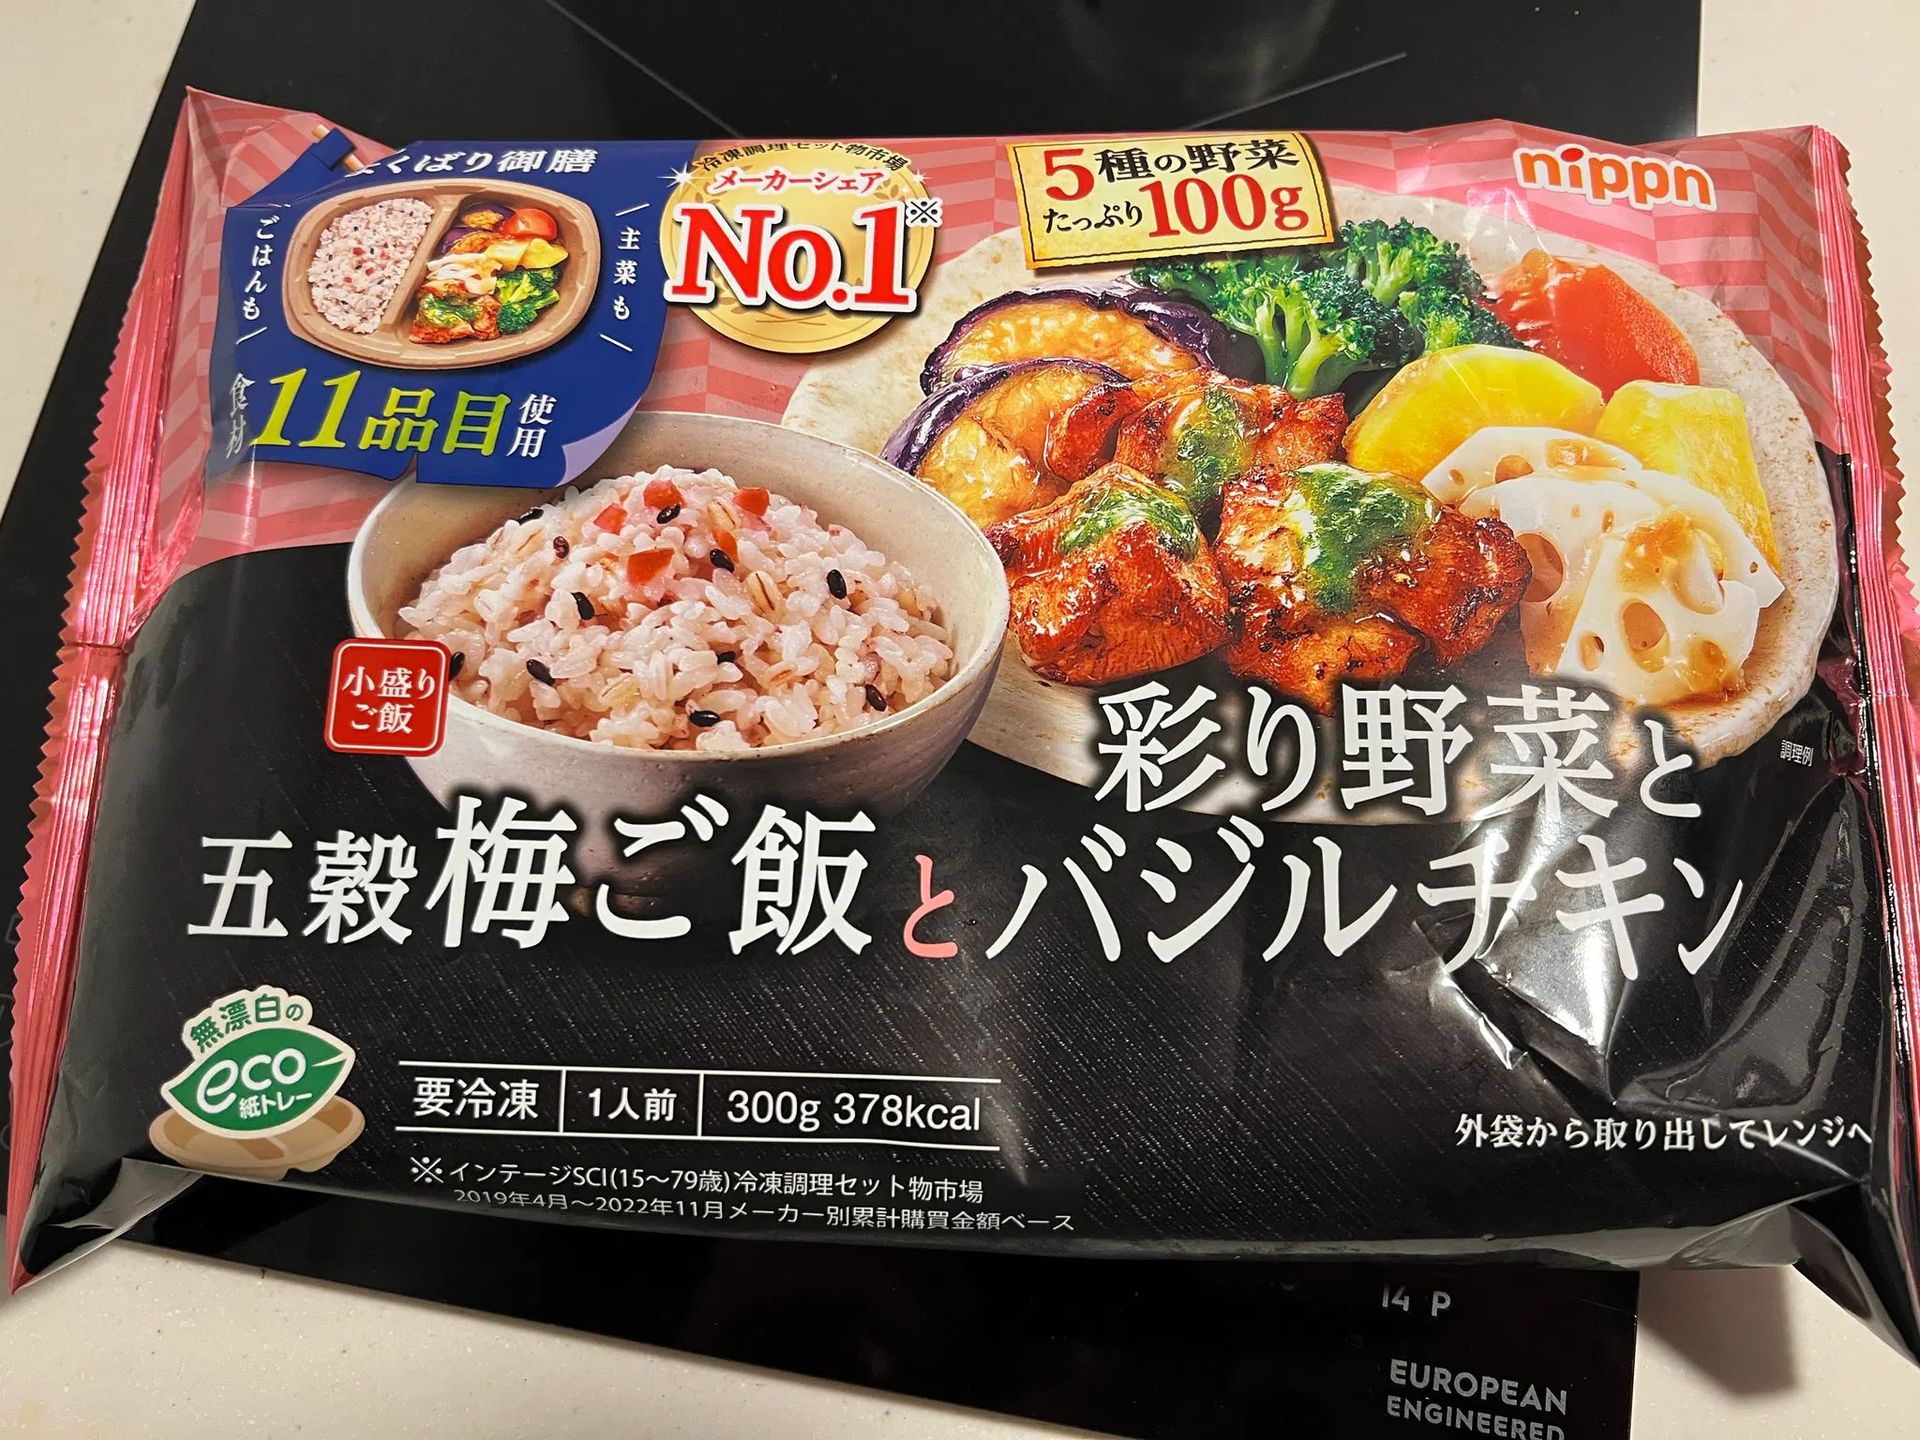 くばり御膳
ごはんも
主菜も
食材11品目使用
冷凍調理セット物市場
メーカーシェア
No.1※
5種の野菜
たっぷり100g
nippn
小盛り
ご飯
調理例
彩り野菜と
五穀梅ご飯とバジルチキン
無漂白の
eco
紙トレー
要冷凍 1人前 300g 378kcal
外袋から取り出してレンジへ
※インテージSCI(15～79歳)冷凍調理セット物市場
2019年4月～2022年11月メーカー別累計購買金額ベース
14 P
EUROPEAN
ENGINEERED